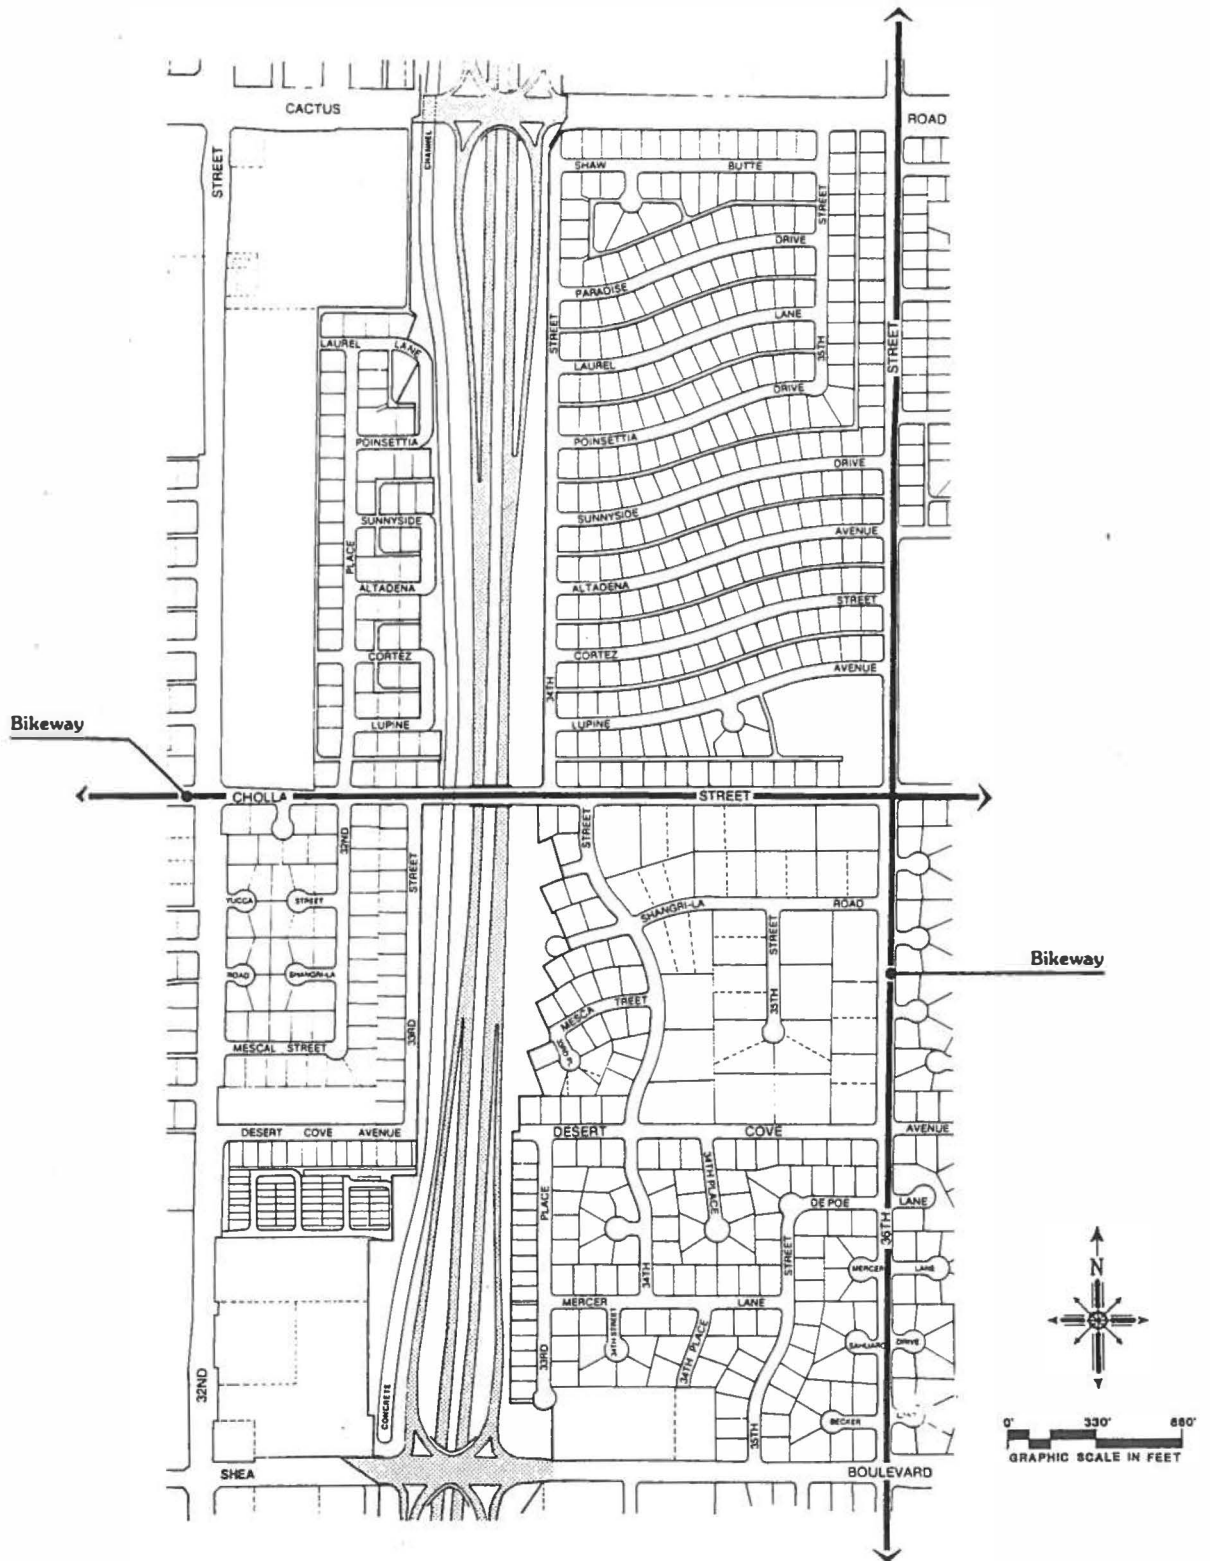 CACTUS
ROAD
STREET
CHANNEL
SHAW
BUTTE
STREET
DRIVE
PARADISE
LANE
STREET
LAUREL
LANE
LAUREL
35TH
STREET
DRIVE
POINSETTIA
POINSETTIA
DRIVE
SUNNYSIDE
SUNNYSIDE
AVENUE
PLACE
ALTADENA
ALTADENA
STREET
CORTEZ
CORTEZ
AVENUE
34TH
LUPINE
LUPINE
Bikeway
CHOLLA
STREET
32ND
STREET
STREET
YUCCA
STREET
SHANGRI-LA
ROAD
STREET
ROAD
SHANGRI-LA
Bikeway
35TH
MESCA
TREET
33RD
MESCAL STREET
33RD PL
DESERT COVE AVENUE
DESERT
COVE
AVENUE
34TH PLACE
PLACE
DE POE
LANE
36TH
STREET
MERCER
LANE
34TH
MERCER
LANE
34TH STREET
34TH PLACE
SAHUARO
DRIVE
33RD
32ND
CONCRETE
BECKER
35TH
SHEA
BOULEVARD
N
0' 330' 660'
GRAPHIC SCALE IN FEET